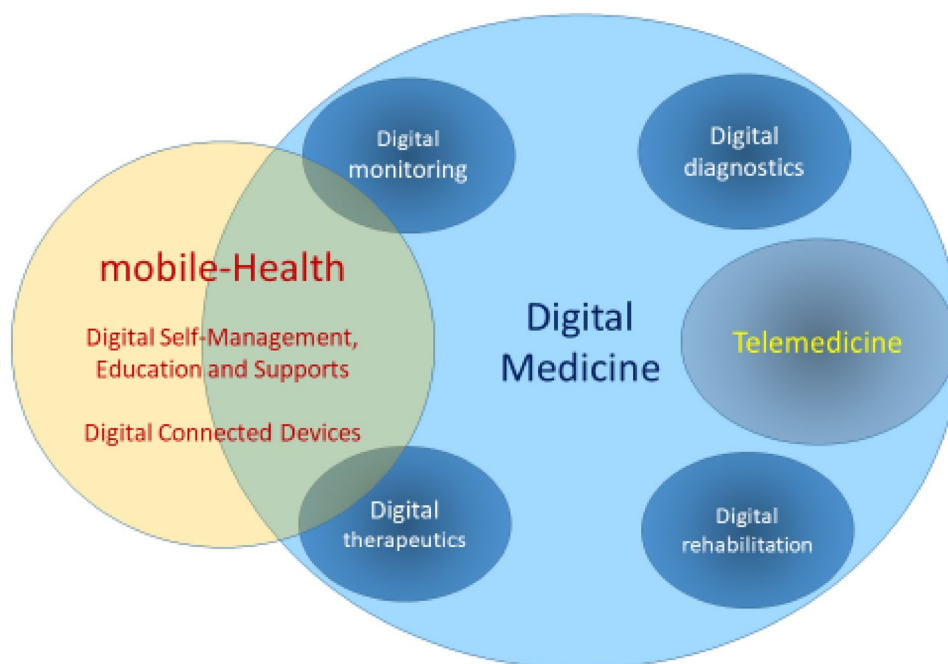 Digital
monitoring
Digital
diagnostics
mobile-Health
Digital Self-Management,
Education and Supports
Digital Connected Devices
Digital
Medicine
Telemedicine
Digital
therapeutics
Digital
rehabilitation